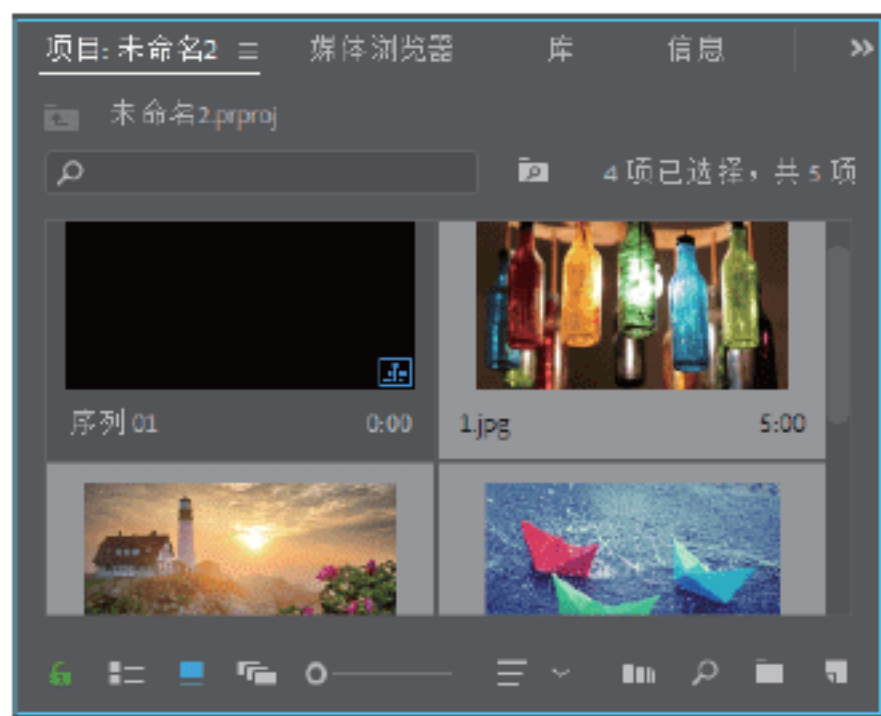 项目: 未命名2 媒体浏览器 库 信息
未命名2.prproj
4 项已选择，共 5 项
序列 01 0:00 1.jpg 5:00